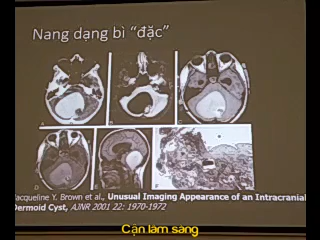 Nang dạng bì “đặc”
Jacqueline Y. Brown et al., Unusual Imaging Appearance of an Intracranial
Dermoid Cyst, AJNR 2001 22: 1970-1972
Cận lâm sàng